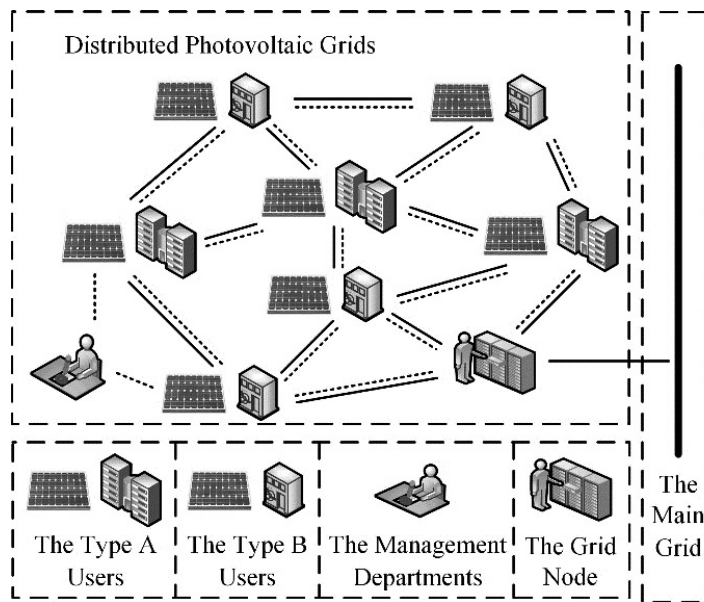 Distributed Photovoltaic Grids
The Type A
Users
The Type B
Users
The Management
Departments
The Grid
Node
The
Main
Grid